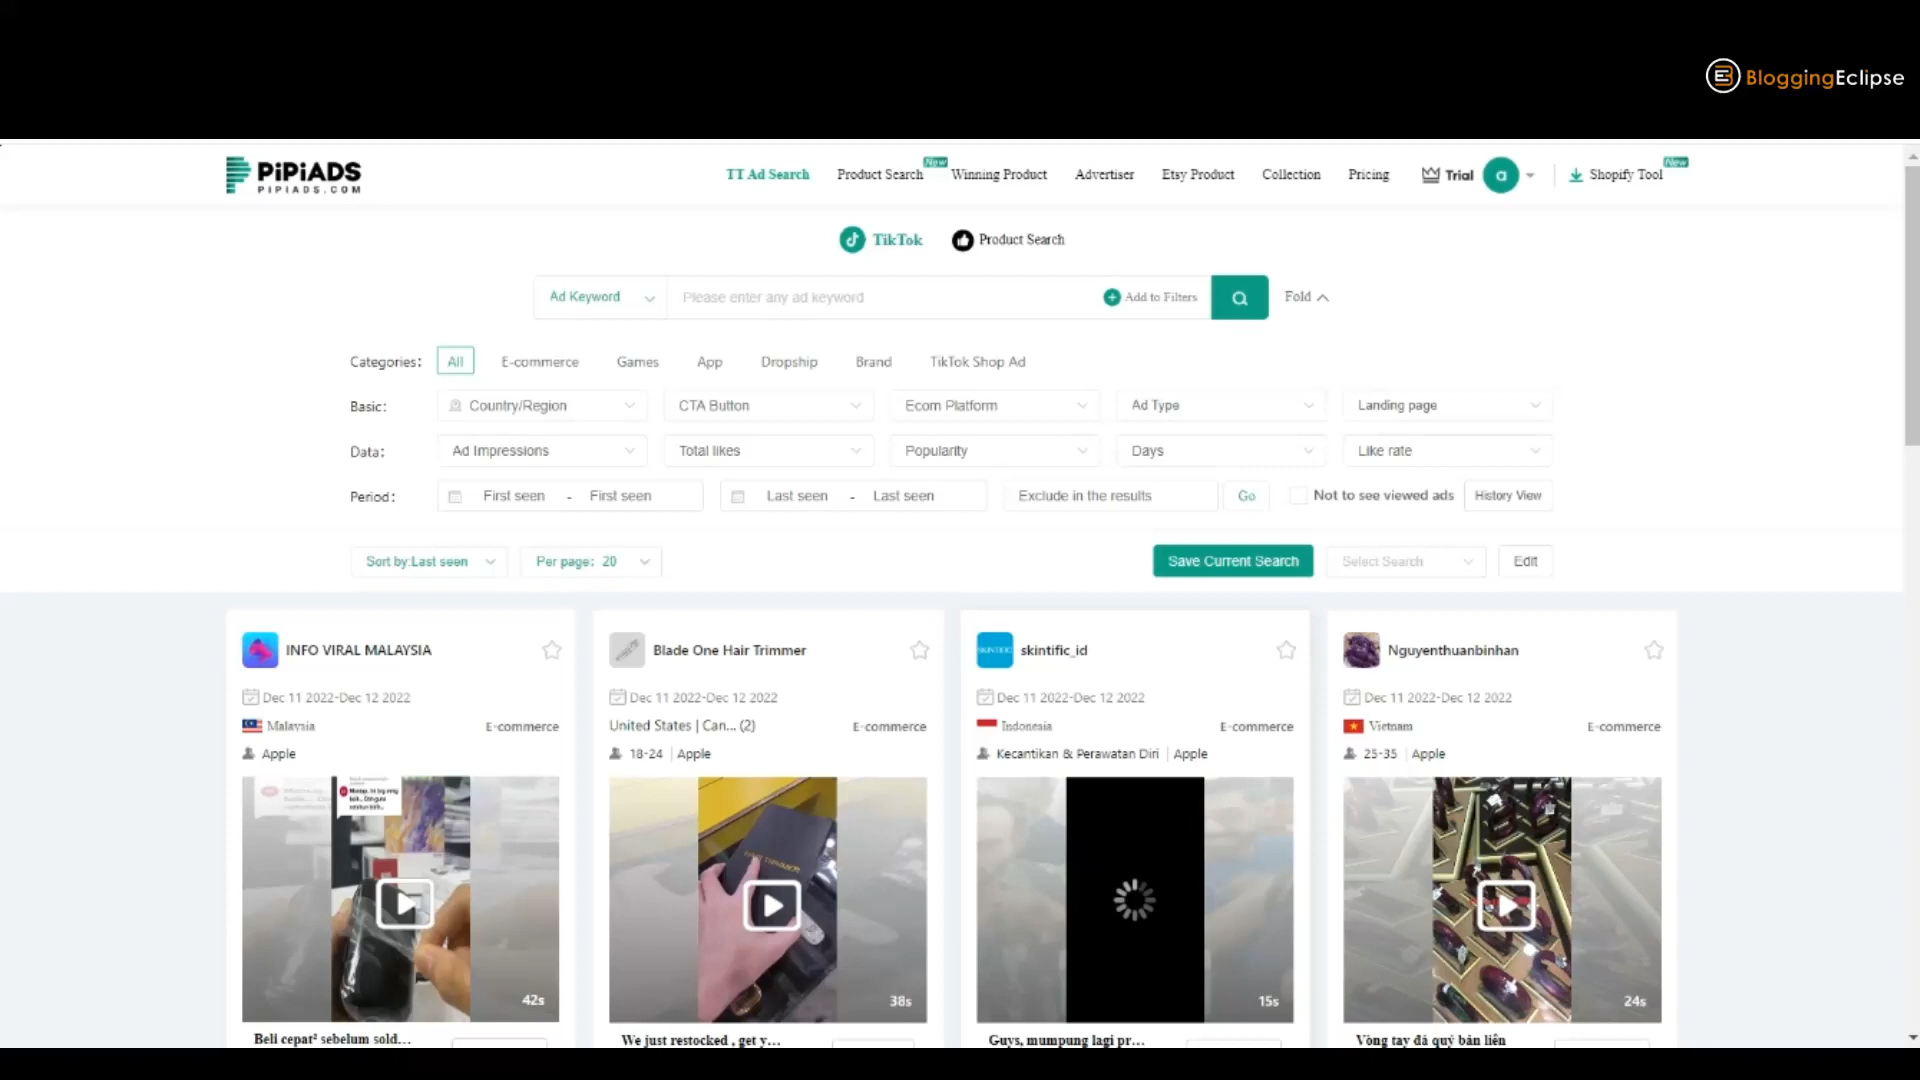 BloggingEclipse
PiPiADS
PIPIADS.COM
TT Ad Search
Product Search
New
Winning Product
Advertiser
Etsy Product
Collection
Pricing
Trial
a
Shopify Tool
New
TikTok
Product Search
Ad Keyword
Please enter any ad keyword
Add to Filters
Fold
Categories:
All
E-commerce
Games
App
Dropship
Brand
TikTok Shop Ad
Basic:
Country/Region
CTA Button
Ecom Platform
Ad Type
Landing page
Data:
Ad Impressions
Total likes
Popularity
Days
Like rate
Period:
First seen - First seen
Last seen - Last seen
Exclude in the results
Go
Not to see viewed ads
History View
Sort by:Last seen
Per page: 20
Save Current Search
Select Search
Edit
INFO VIRAL MALAYSIA
Dec 11 2022-Dec 12 2022
Malaysia
E-commerce
Apple
42s
Beli cepat² sebelum sold...
Blade One Hair Trimmer
Dec 11 2022-Dec 12 2022
United States | Can... (2)
E-commerce
18-24 | Apple
38s
We just restocked , get y...
SKINTIFIC
skintific_id
Dec 11 2022-Dec 12 2022
Indonesia
E-commerce
Kecantikan & Perawatan Diri | Apple
15s
Guys, mumpung lagi pr...
Nguyenthuanbinhan
Dec 11 2022-Dec 12 2022
Vietnam
E-commerce
25-35 | Apple
24s
Vòng tay đá quý bản liền